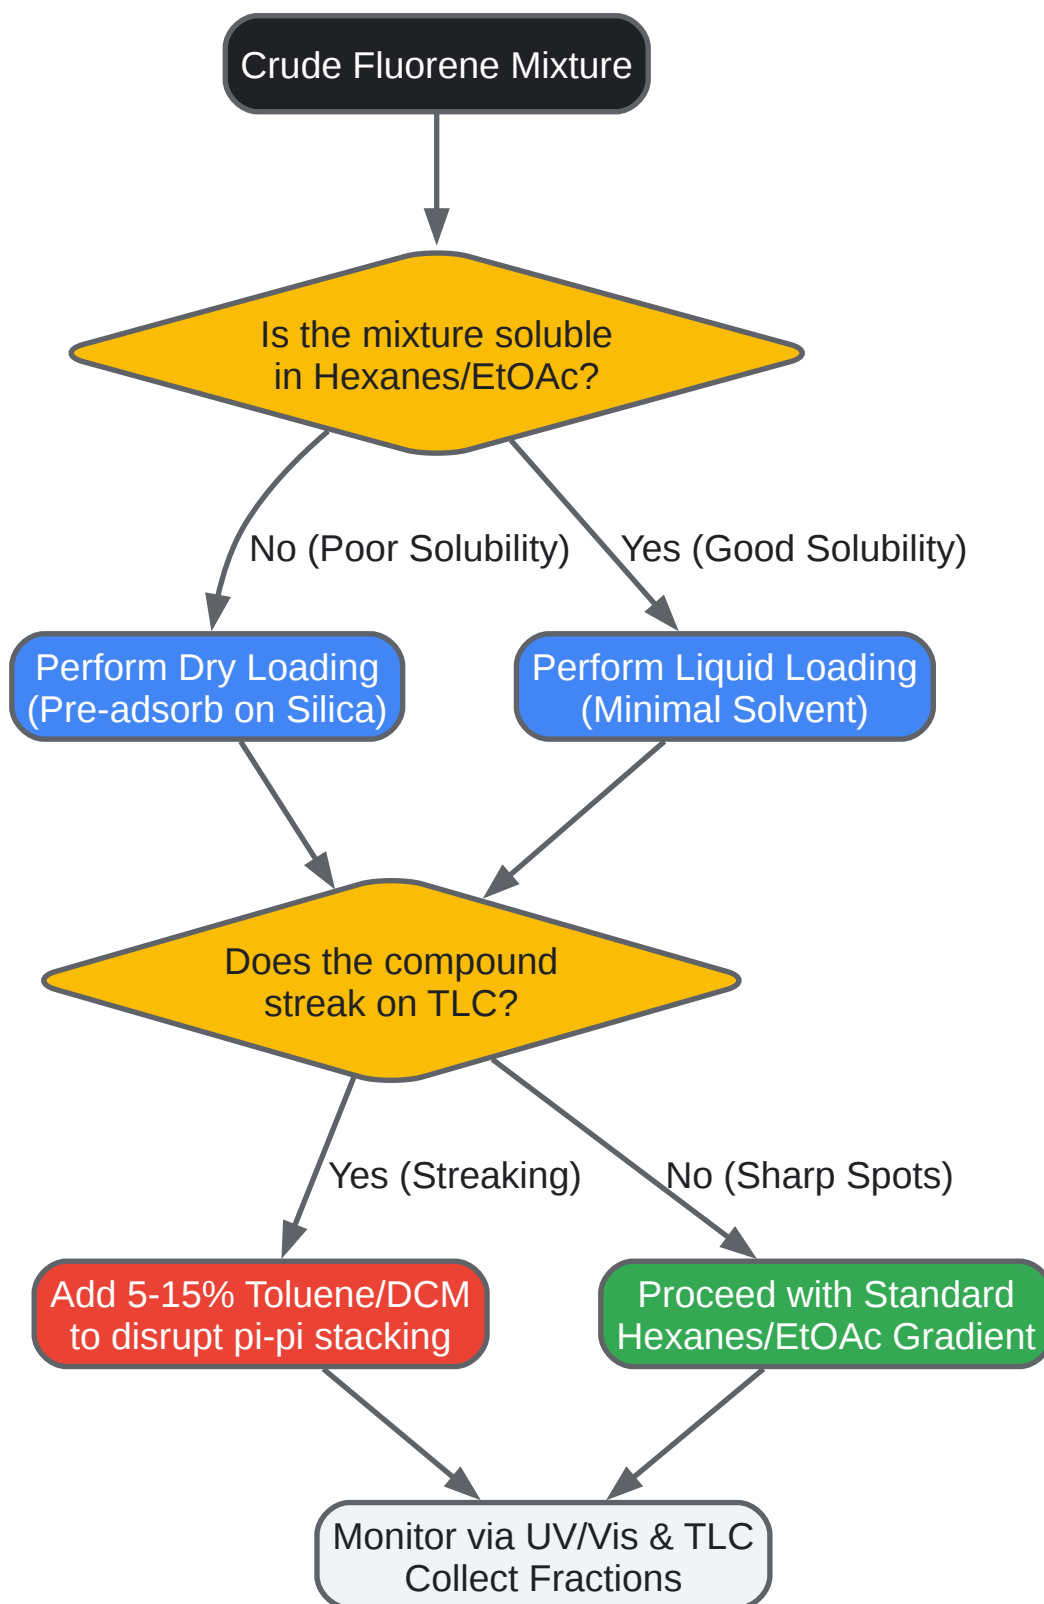 Crude Fluorene Mixture
Is the mixture soluble
in Hexanes/EtOAc?
No (Poor Solubility)
Yes (Good Solubility)
Perform Dry Loading
(Pre-adsorb on Silica)
Perform Liquid Loading
(Minimal Solvent)
Does the compound
streak on TLC?
Yes (Streaking)
No (Sharp Spots)
Add 5-15% Toluene/DCM
to disrupt pi-pi stacking
Proceed with Standard
Hexanes/EtOAc Gradient
Monitor via UV/Vis & TLC
Collect Fractions